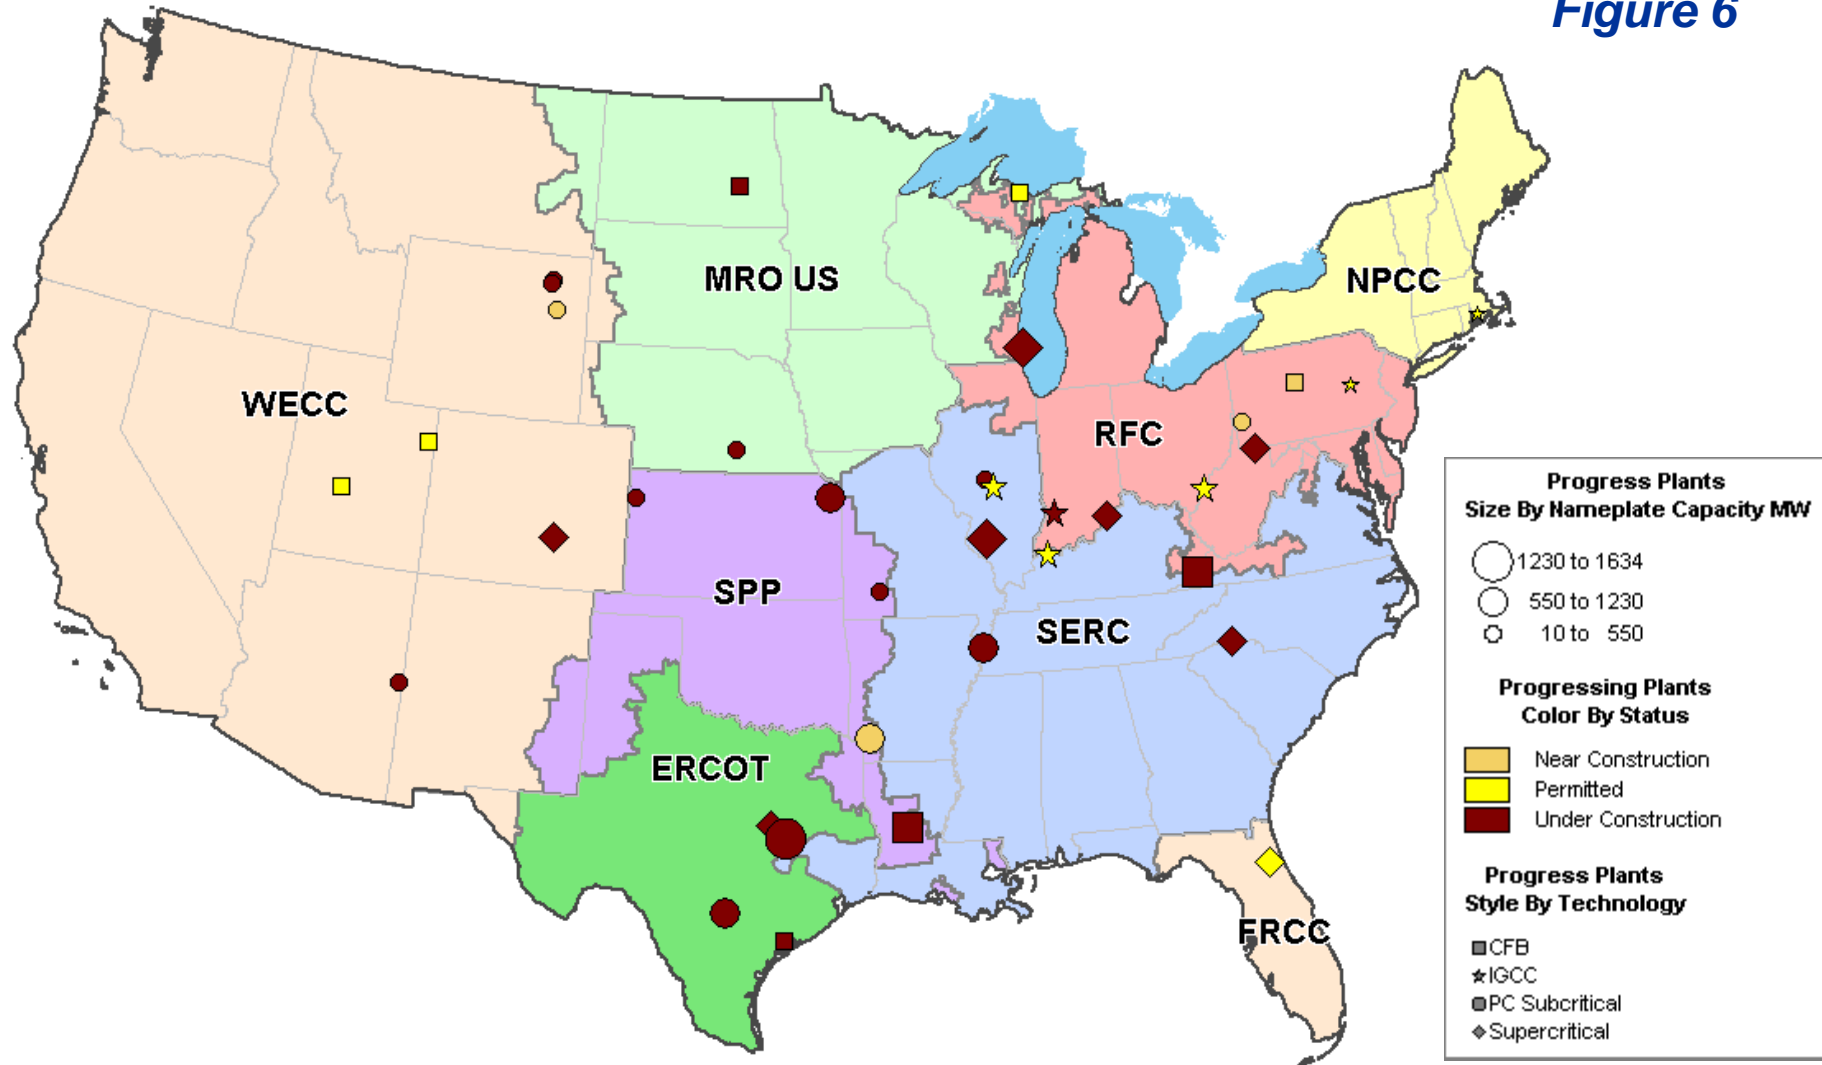 Figure 6
MRO US
NPCC
WECC
RFC
SPP
SERC
ERCOT
FRCC
Progress Plants
Size By Nameplate Capacity MW
1230 to 1634
550 to 1230
10 to 550
Progressing Plants
Color By Status
Near Construction
Permitted
Under Construction
Progress Plants
Style By Technology
CFB
IGCC
PC Subcritical
Supercritical